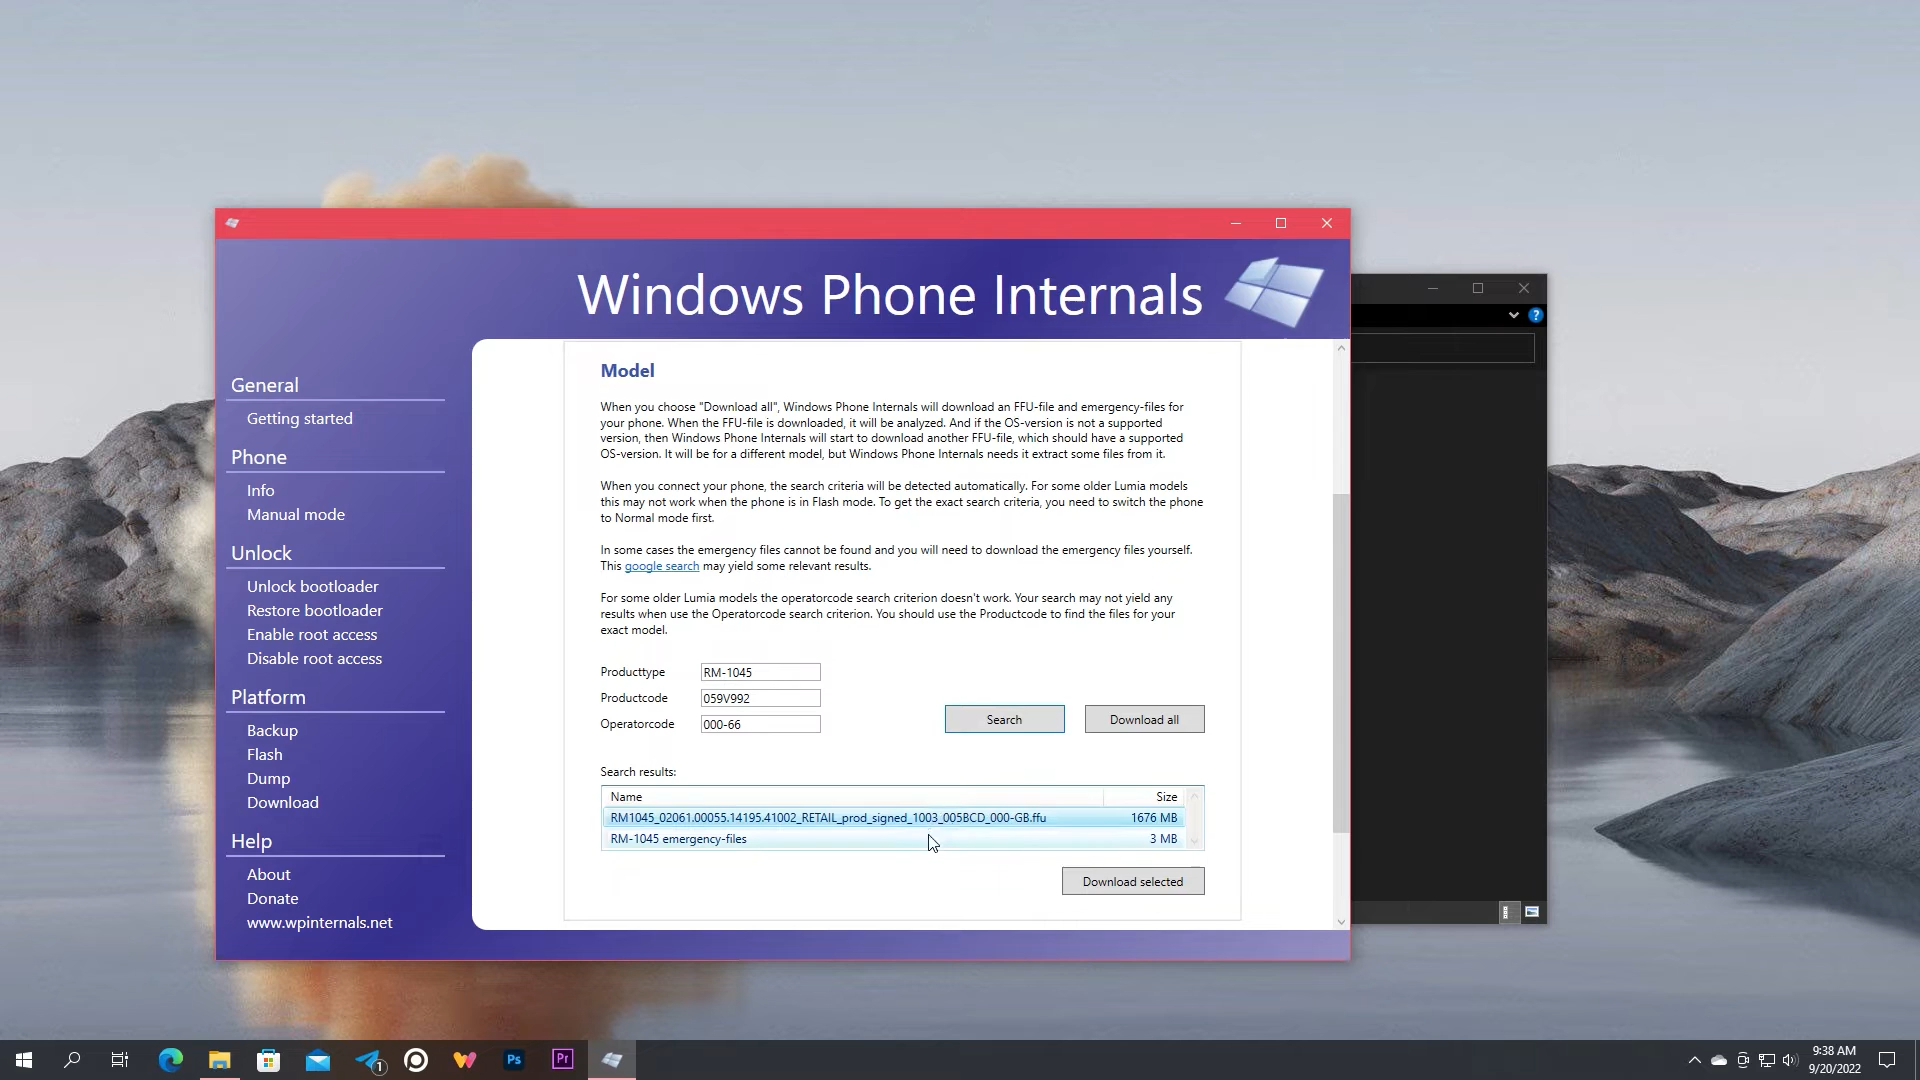 Windows Phone Internals
General
Getting started
Phone
Info
Manual mode
Unlock
Unlock bootloader
Restore bootloader
Enable root access
Disable root access
Platform
Backup
Flash
Dump
Download
Help
About
Donate
www.wpinternals.net
Model
When you choose "Download all", Windows Phone Internals will download an FFU-file and emergency-files for
your phone. When the FFU-file is downloaded, it will be analyzed. And if the OS-version is not a supported
version, then Windows Phone Internals will start to download another FFU-file, which should have a supported
OS-version. It will be for a different model, but Windows Phone Internals needs it extract some files from it.
When you connect your phone, the search criteria will be detected automatically. For some older Lumia models
this may not work when the phone is in Flash mode. To get the exact search criteria, you need to switch the phone
to Normal mode first.
In some cases the emergency files cannot be found and you will need to download the emergency files yourself.
This google search may yield some relevant results.
For some older Lumia models the operatorcode search criterion doesn't work. Your search may not yield any
results when use the Operatorcode search criterion. You should use the Productcode to find the files for your
exact model.
Producttype RM-1045
Productcode 059V992
Operatorcode 000-66
Search Download all
Search results:
Name Size
RM1045_02061.00055.14195.41002_RETAIL_prod_signed_1003_005BCD_000-GB.ffu 1676 MB
RM-1045 emergency-files 3 MB
Download selected
?
1
Ps
Pr
9:38 AM
9/20/2022